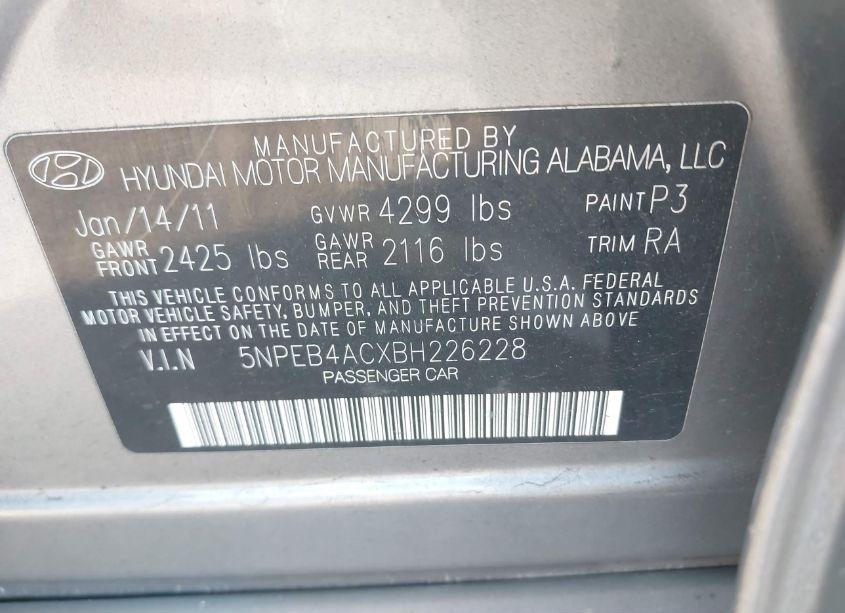 MANUFACTURED BY
HYUNDAI MOTOR MANUFACTURING ALABAMA, LLC
Jan/14/11 GVWR 4299 lbs PAINT P3
GAWR FRONT 2425 lbs GAWR REAR 2116 lbs TRIM RA
THIS VEHICLE CONFORMS TO ALL APPLICABLE U.S.A. FEDERAL
MOTOR VEHICLE SAFETY, BUMPER, AND THEFT PREVENTION STANDARDS
IN EFFECT ON THE DATE OF MANUFACTURE SHOWN ABOVE
V.I.N 5NPEB4ACXBH226228
PASSENGER CAR